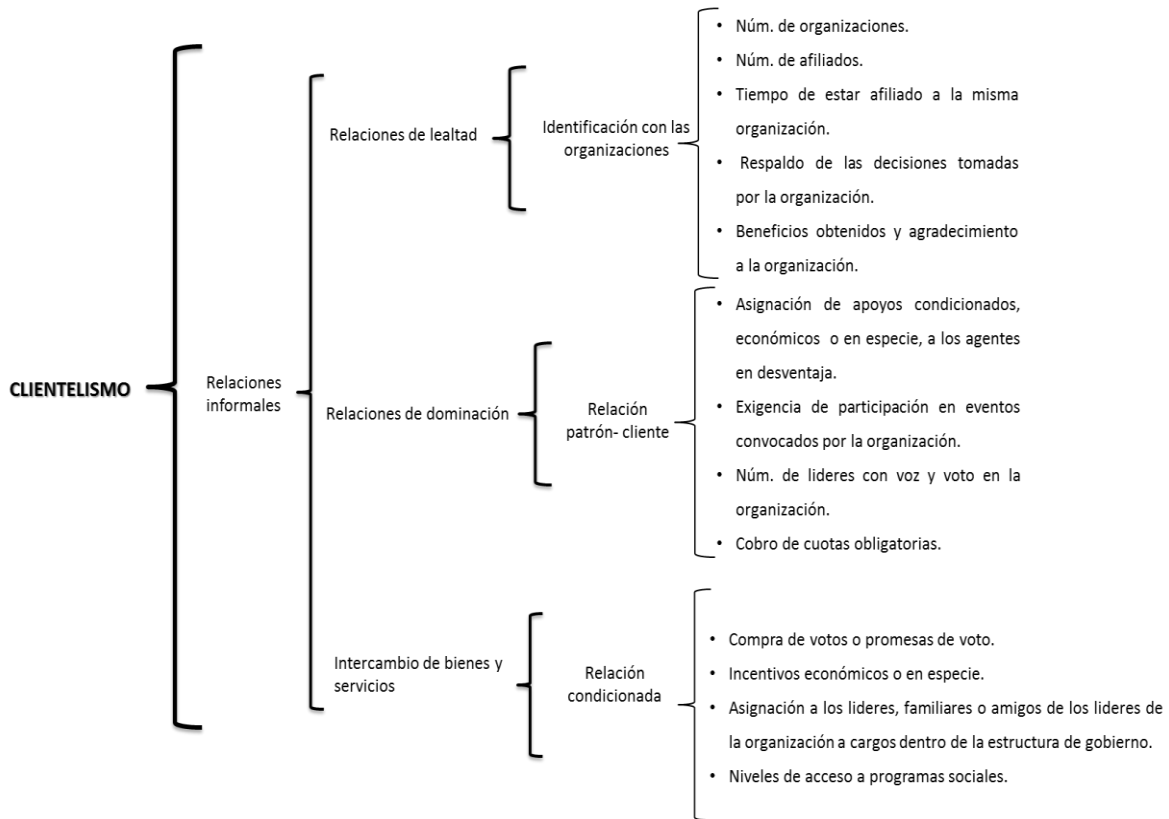 CLIENTELISMO
Relaciones
informales
Relaciones de lealtad
Identificación con las
organizaciones
• Núm. de organizaciones.
• Núm. de afiliados.
• Tiempo de estar afiliado a la misma
organización.
• Respaldo de las decisiones tomadas
por la organización.
• Beneficios obtenidos y agradecimiento
a la organización.
Relaciones de dominación
Relación
patrón- cliente
• Asignación de apoyos condicionados,
económicos o en especie, a los agentes
en desventaja.
• Exigencia de participación en eventos
convocados por la organización.
• Núm. de lideres con voz y voto en la
organización.
• Cobro de cuotas obligatorias.
Intercambio de bienes y
servicios
Relación
condicionada
• Compra de votos o promesas de voto.
• Incentivos económicos o en especie.
• Asignación a los lideres, familiares o amigos de los lideres de
la organización a cargos dentro de la estructura de gobierno.
• Niveles de acceso a programas sociales.